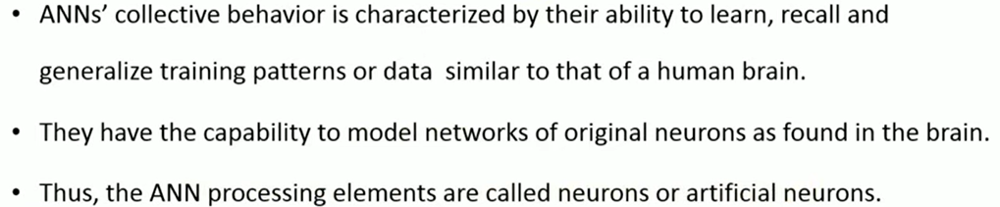 • ANNs’ collective behavior is characterized by their ability to learn, recall and
generalize training patterns or data  similar to that of a human brain.
• They have the capability to model networks of original neurons as found in the brain.
• Thus, the ANN processing elements are called neurons or artificial neurons.